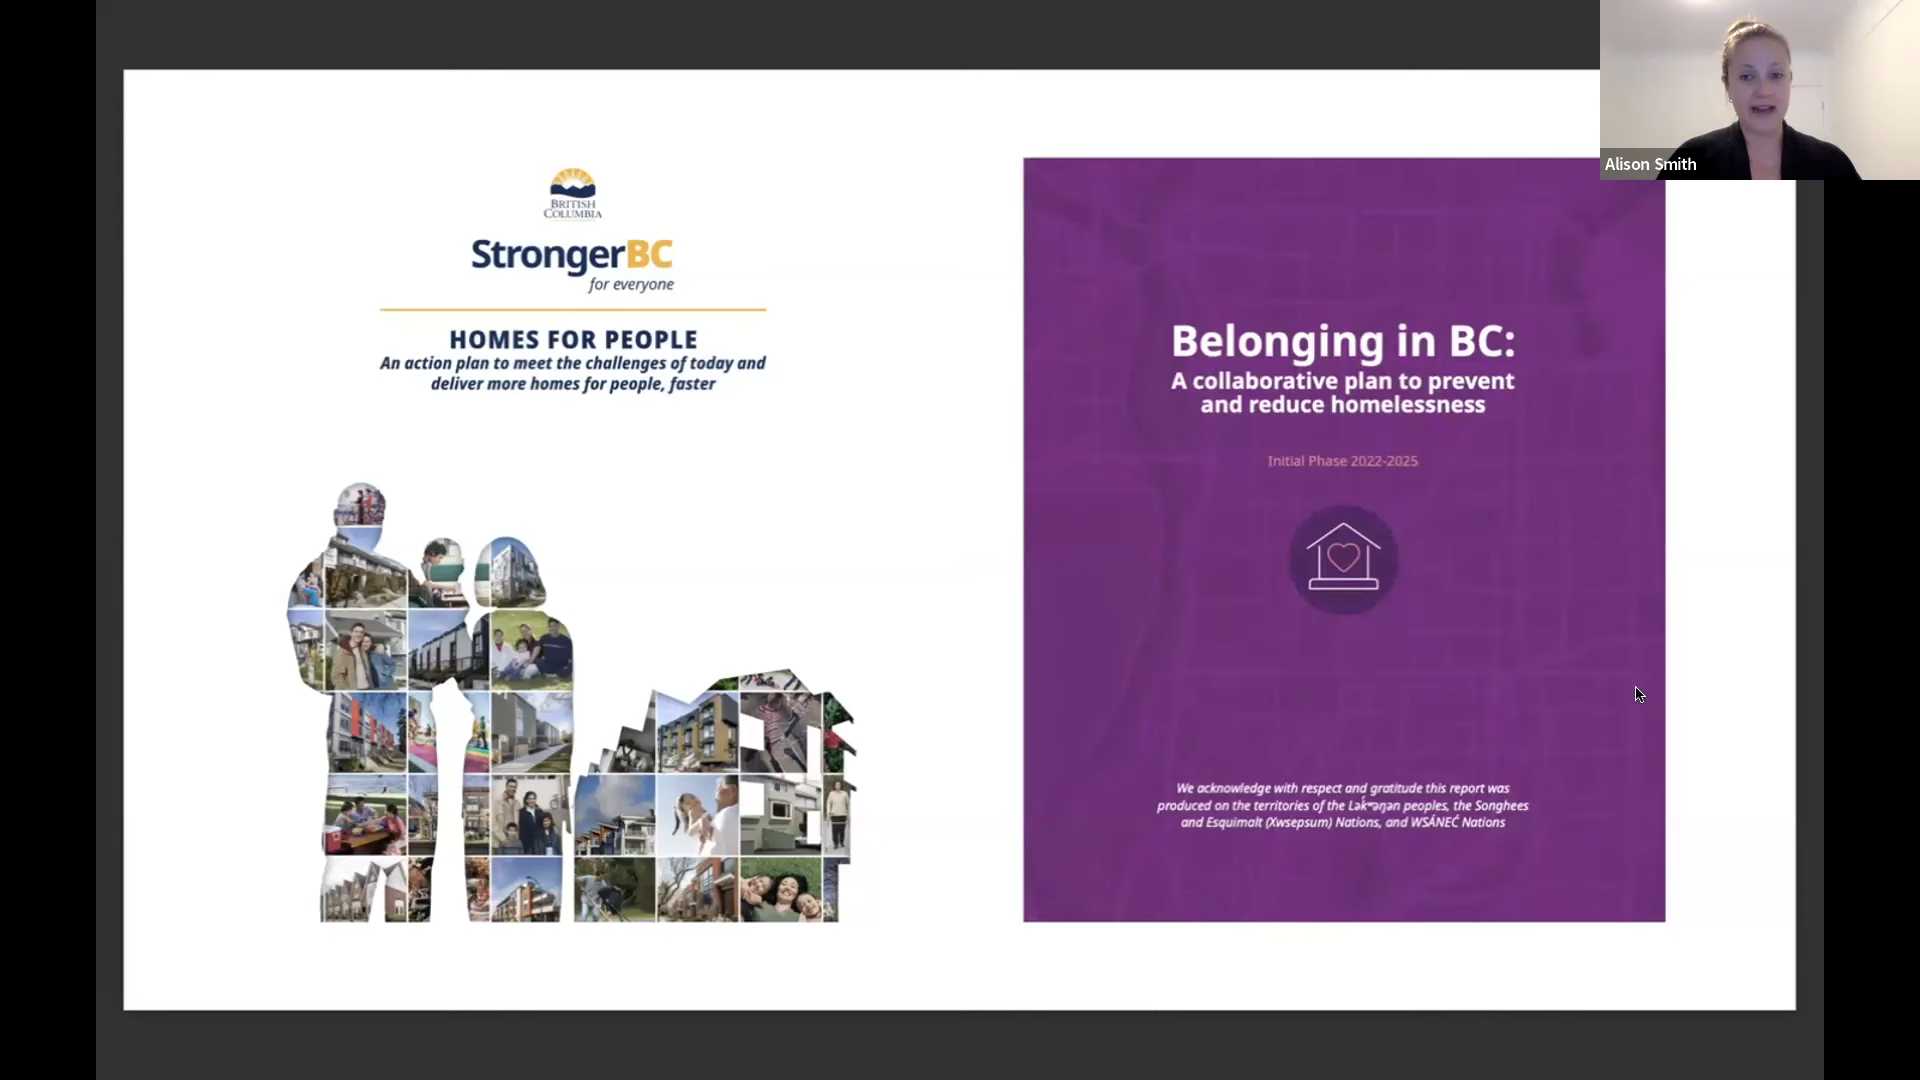 BRITISH
COLUMBIA
StrongerBC
for everyone
HOMES FOR PEOPLE
An action plan to meet the challenges of today and
deliver more homes for people, faster
Belonging in BC:
A collaborative plan to prevent
and reduce homelessness
Initial Phase 2022-2025
We acknowledge with respect and gratitude this report was
produced on the territories of the Lək̓ʷəŋən peoples, the Songhees
and Esquimalt (Xwsepsum) Nations, and W̱SÁNEĆ Nations
Alison Smith